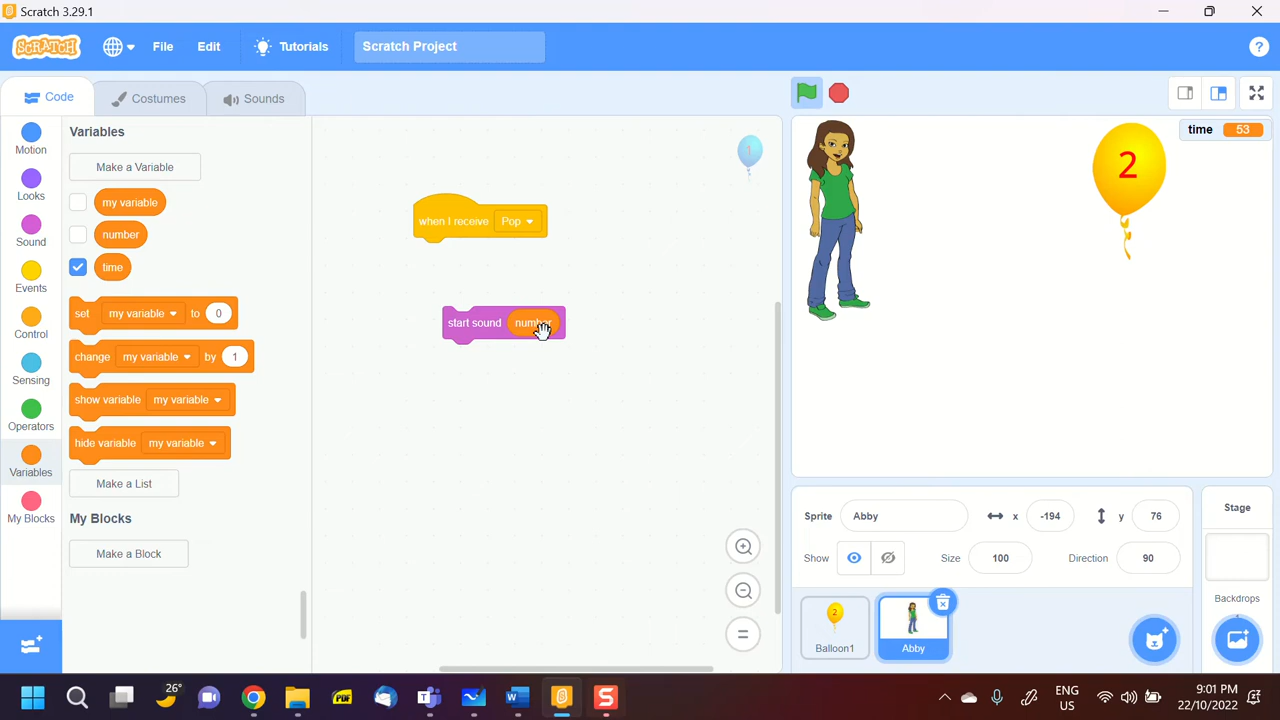 Scratch 3.29.1
SCRATCH
File
Edit
Tutorials
Scratch Project
?
Code
Costumes
Sounds
Motion
Looks
Sound
Events
Control
Sensing
Operators
Variables
My Blocks
Variables
Make a Variable
my variable
number
time
set my variable to 0
change my variable by 1
show variable my variable
hide variable my variable
Make a List
My Blocks
Make a Block
when I receive Pop
start sound number
time 53
2
Sprite Abby x -194 y 76
Show Size 100 Direction 90
2
Balloon1
Abby
Stage
Backdrops
26°
PDF
W
S
ENG
US
9:01 PM
22/10/2022